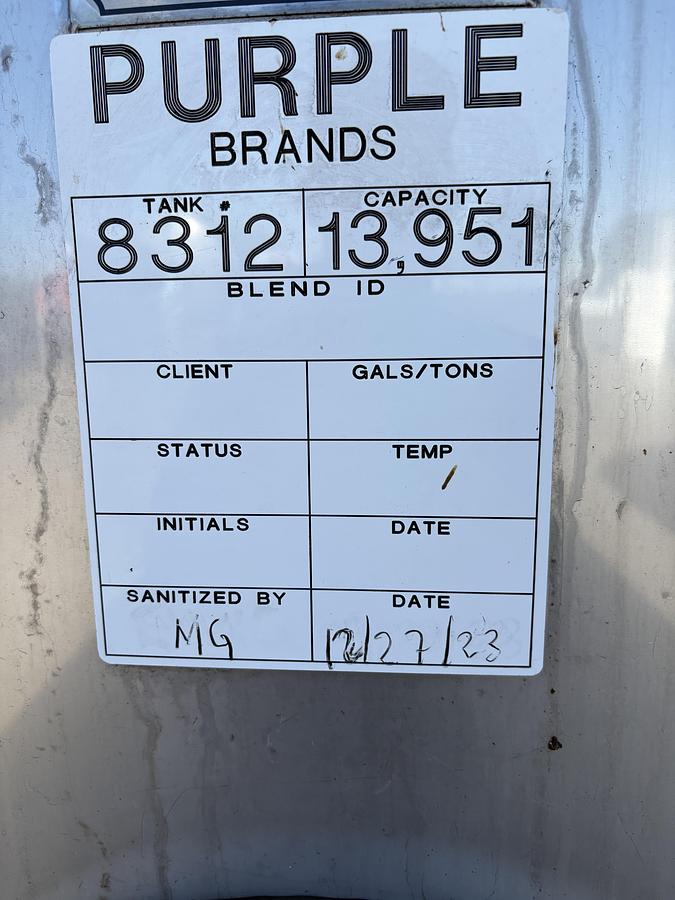 PURPLE
BRANDS
TANK # CAPACITY
8312 13,951
BLEND ID
CLIENT GALS/TONS
STATUS TEMP
INITIALS DATE
SANITIZED BY DATE
MG 12/27/23